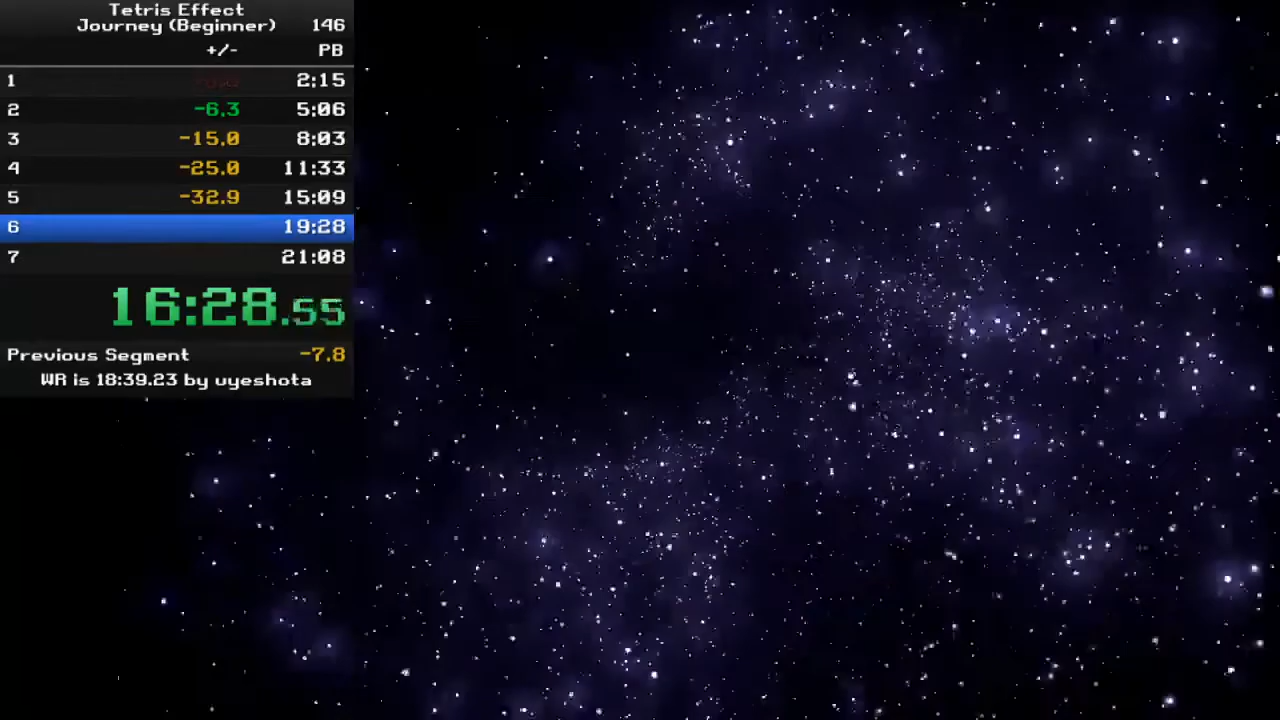 Tetris Effect
Journey (Beginner) 146
+/- PB
1 2:15
2 -6.3 5:06
3 -15.0 8:03
4 -25.0 11:33
5 -32.9 15:09
6 19:28
7 21:08
16:28.55
Previous Segment -7.8
WR is 18:39.23 by uyeshota